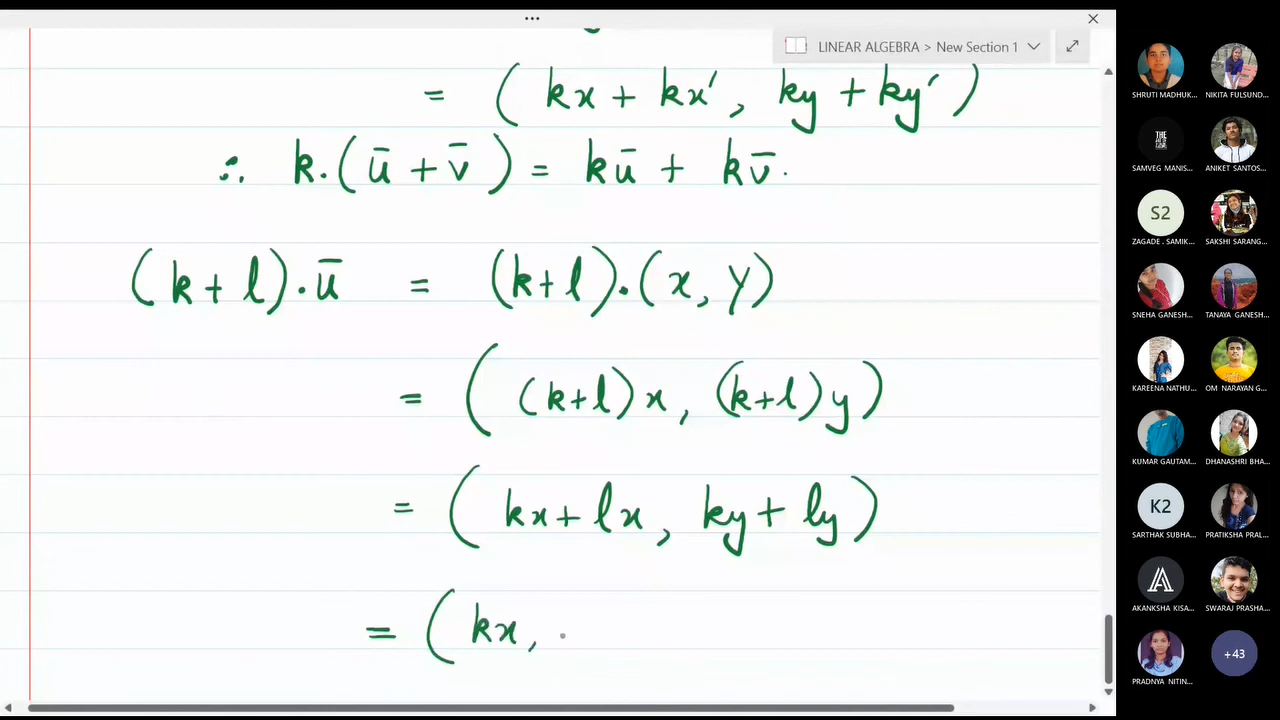 LINEAR ALGEBRA > New Section 1
= (kx + kx', ky + ky')
∴ k.(ū + v̄) = kū + kv̄.
(k+l).ū = (k+l).(x, y)
= ((k+l)x, (k+l)y)
= (kx + lx, ky + ly)
= (kx,
SHRUTI MADHUK... NIKITA FULSUND...
SAMVEG MANIS... ANIKET SANTOS...
S2
ZAGADE . SAMIK... SAKSHI SARANG...
SNEHA GANESH... TANAYA GANESH...
KAREENA NATHU... OM NARAYAN G...
KUMAR GAUTAM... DHANASHRI BHA...
K2
SARTHAK SUBHA... PRATIKSHA PRAL...
AKANKSHA KISA... SWARAJ PRASHA...
+43
PRADNYA NITIN...